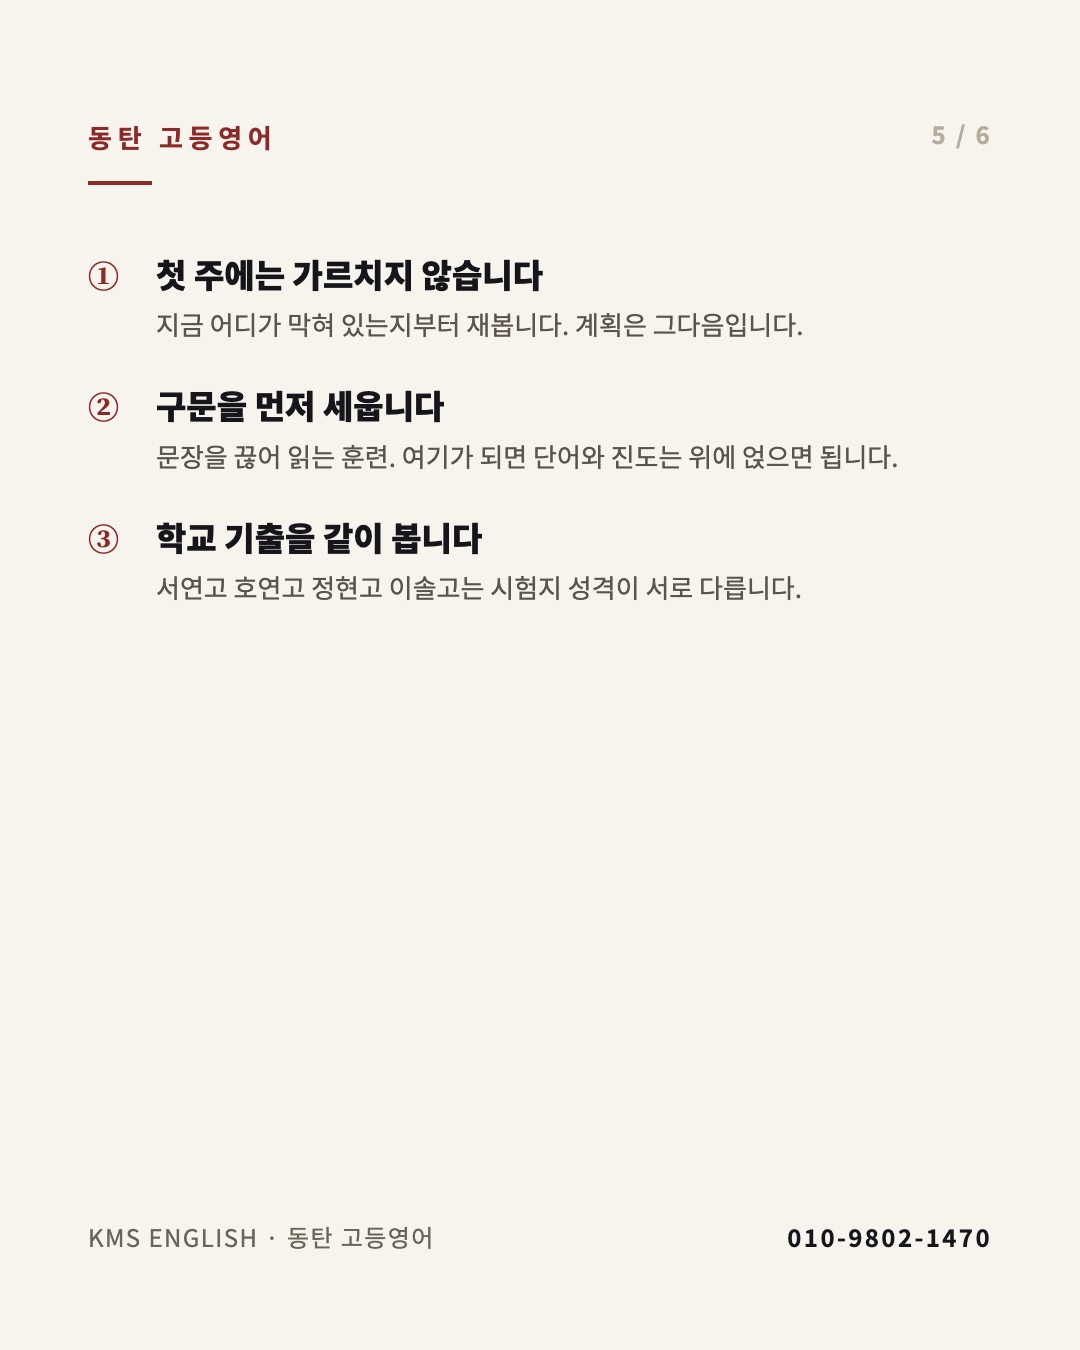 동탄 고등영어
5 / 6
① 첫 주에는 가르치지 않습니다
지금 어디가 막혀 있는지부터 재봅니다. 계획은 그다음입니다.
② 구문을 먼저 세웁니다
문장을 끊어 읽는 훈련. 여기가 되면 단어와 진도는 위에 얹으면 됩니다.
③ 학교 기출을 같이 봅니다
서연고 호연고 정현고 이솔고는 시험지 성격이 서로 다릅니다.
KMS ENGLISH · 동탄 고등영어
010-9802-1470